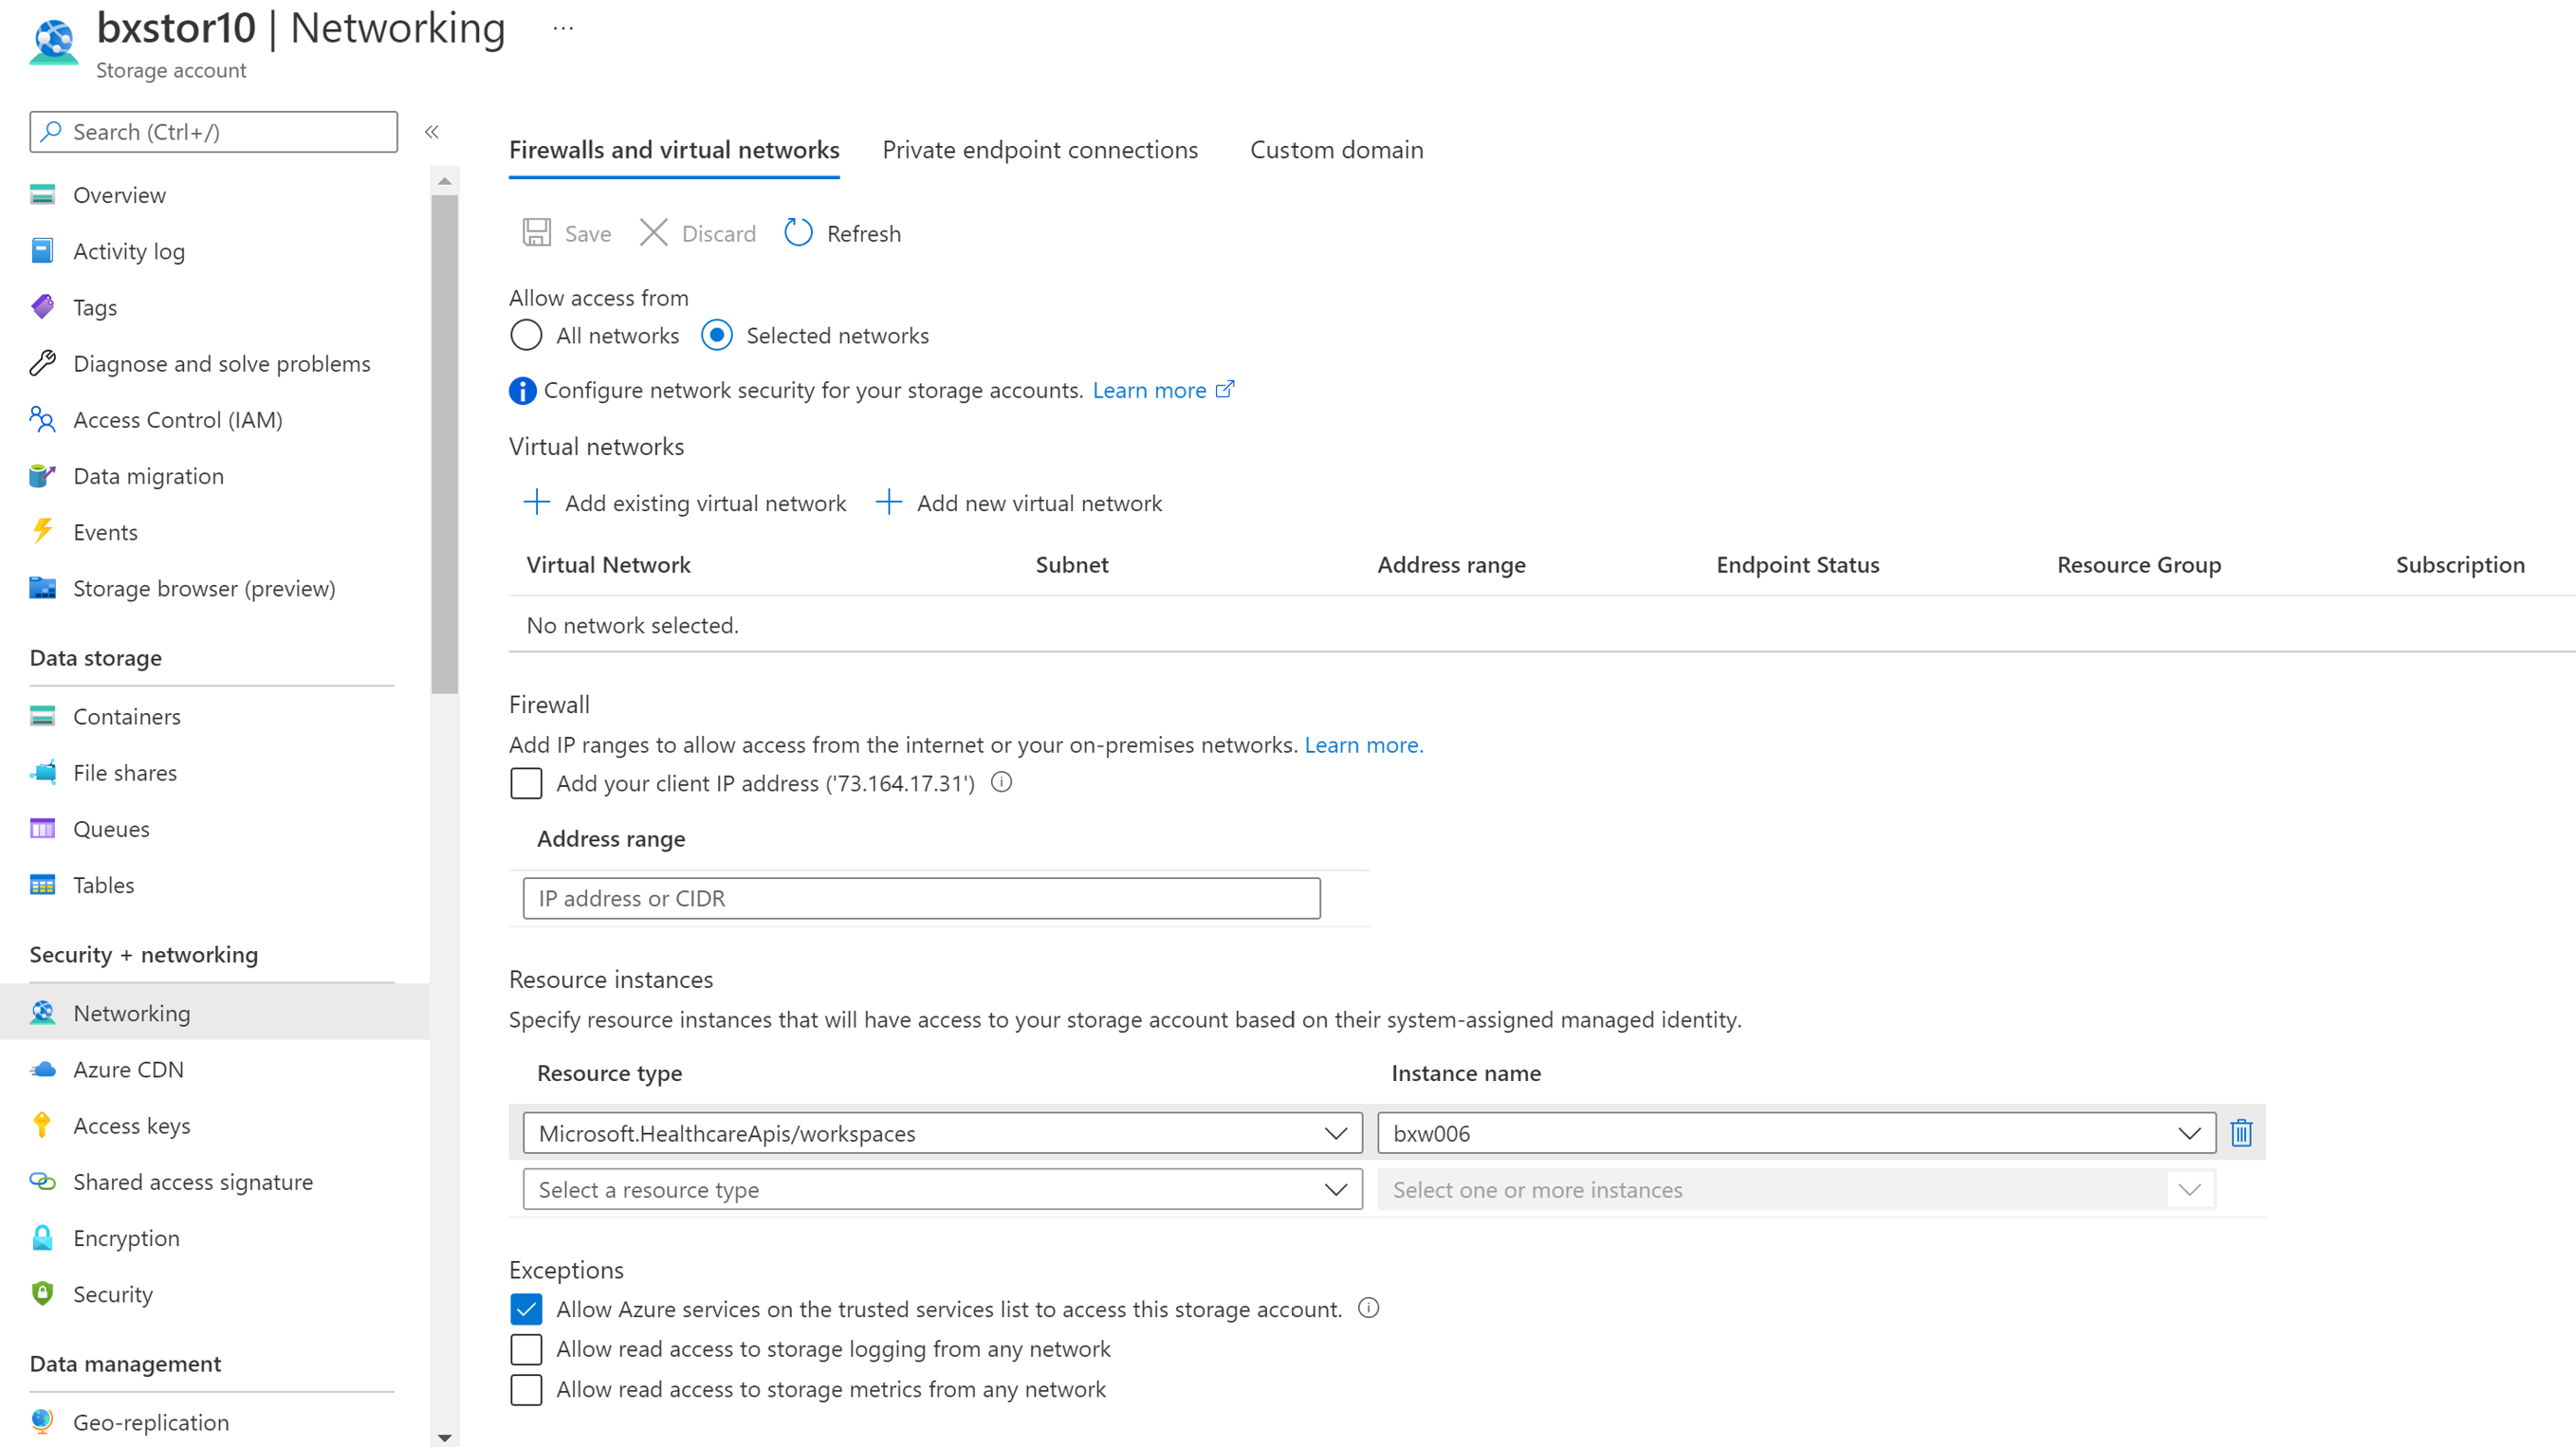 bxstor10 | Networking ...
Storage account
Search (Ctrl+/)
«
Overview
Activity log
Tags
Diagnose and solve problems
Access Control (IAM)
Data migration
Events
Storage browser (preview)
Data storage
Containers
File shares
Queues
Tables
Security + networking
Networking
Azure CDN
Access keys
Shared access signature
Encryption
Security
Data management
Geo-replication
Firewalls and virtual networks Private endpoint connections Custom domain
Save Discard Refresh
Allow access from
All networks Selected networks
Configure network security for your storage accounts. Learn more
Virtual networks
Add existing virtual network Add new virtual network
Virtual Network Subnet Address range Endpoint Status Resource Group Subscription
No network selected.
Firewall
Add IP ranges to allow access from the internet or your on-premises networks. Learn more.
Add your client IP address ('73.164.17.31')
Address range
IP address or CIDR
Resource instances
Specify resource instances that will have access to your storage account based on their system-assigned managed identity.
Resource type Instance name
Microsoft.HealthcareApis/workspaces bxw006
Select a resource type Select one or more instances
Exceptions
Allow Azure services on the trusted services list to access this storage account.
Allow read access to storage logging from any network
Allow read access to storage metrics from any network